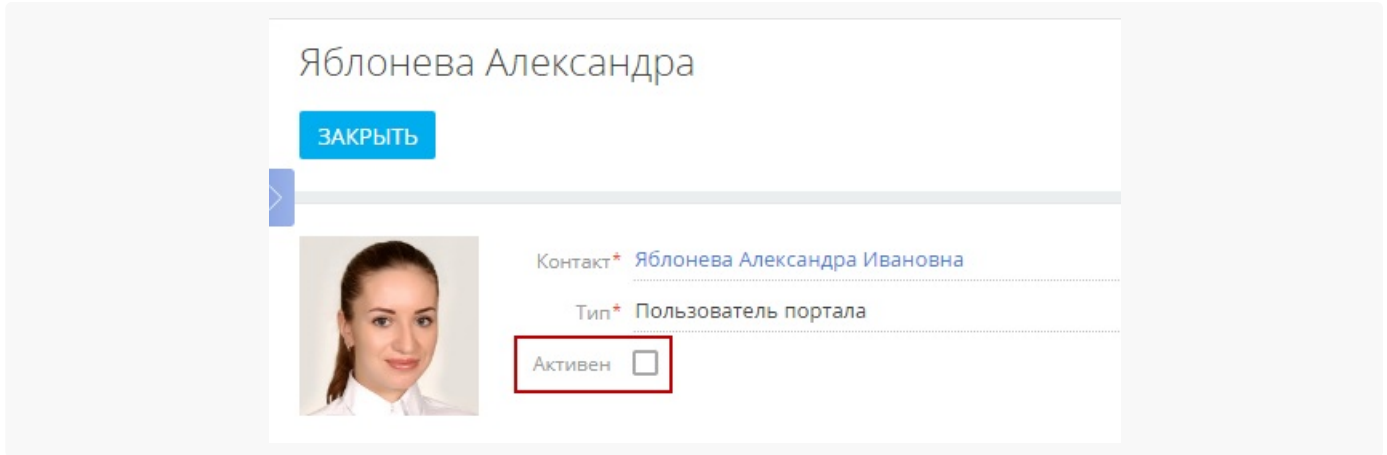 Яблонева Александра
ЗАКРЫТЬ
Контакт* Яблонева Александра Ивановна
Тип* Пользователь портала
Активен